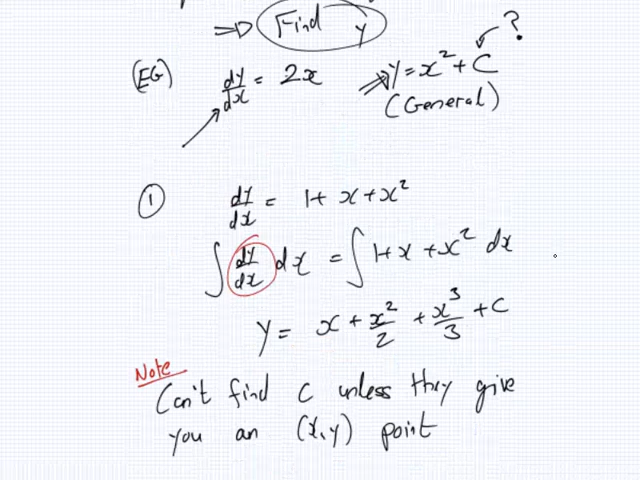 => Find y
(EG) dy/dx = 2x => y = x² + C ?
(General)
① dy/dx = 1 + x + x²
∫ dy/dx dx = ∫ 1 + x + x² dx
y = x + x²/2 + x³/3 + C
Note
Can't find C unless they give
you an (x,y) point